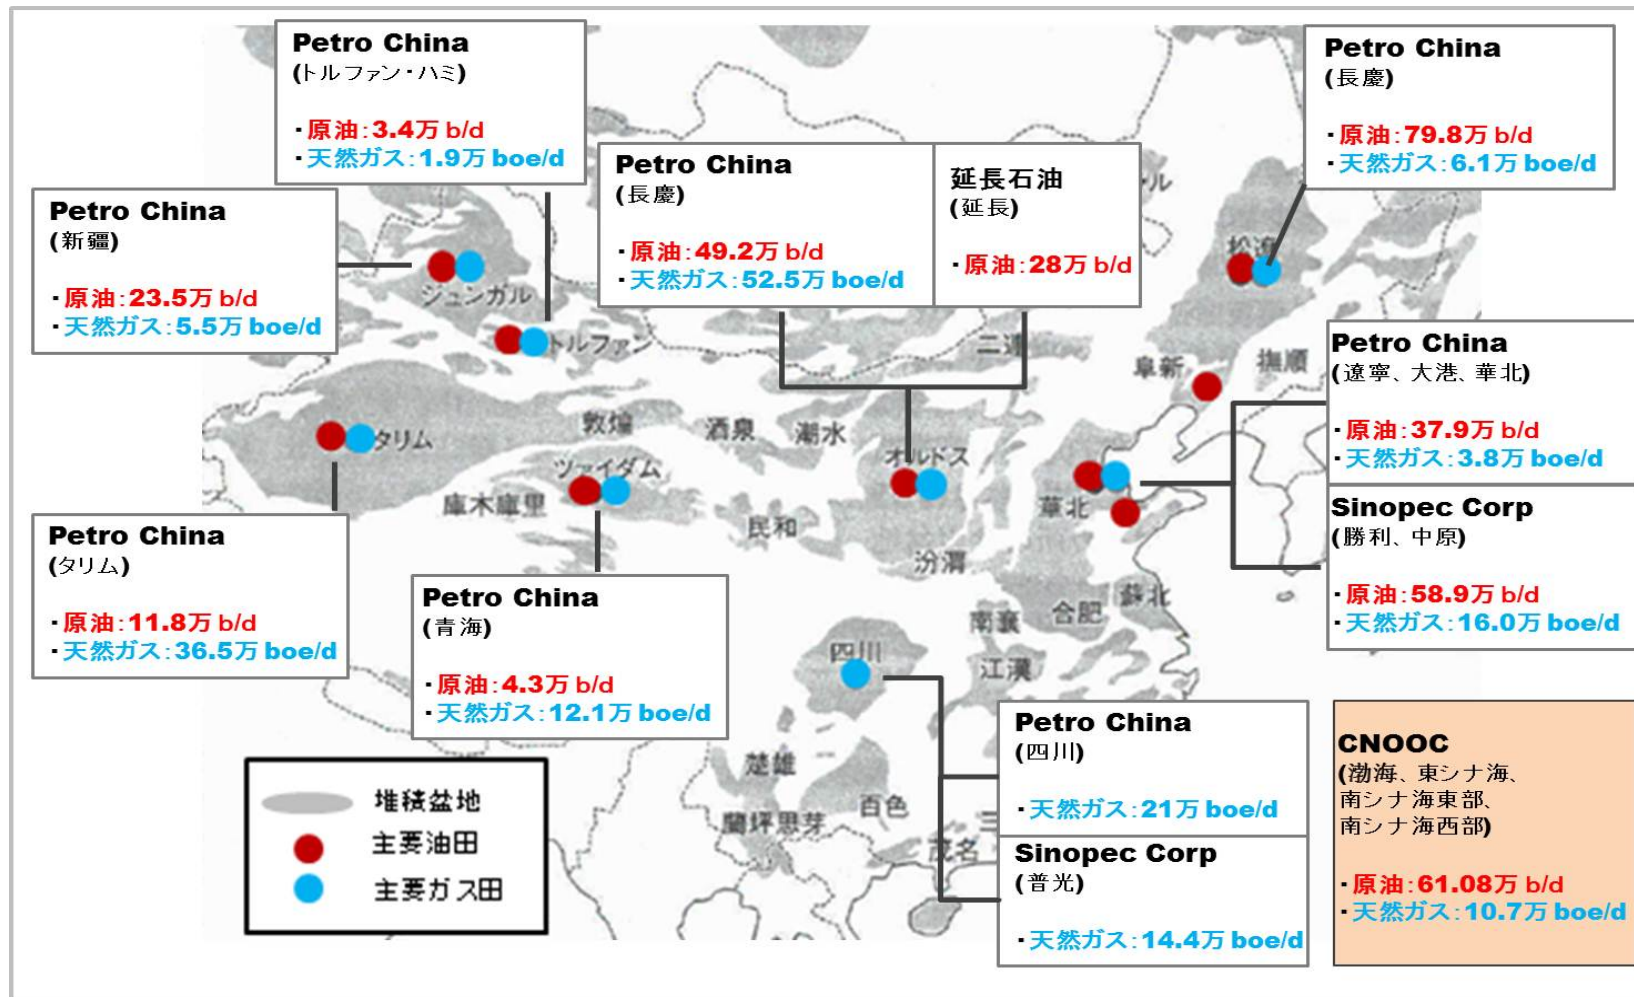 Petro China
(トルファン・ハミ)
・原油:3.4万 b/d
・天然ガス:1.9万 boe/d
Petro China
(長慶)
・原油:79.8万 b/d
・天然ガス:6.1万 boe/d
Petro China
(長慶)
・原油:49.2万 b/d
・天然ガス:52.5万 boe/d
延長石油
(延長)
・原油:28万 b/d
Petro China
(新疆)
・原油:23.5万 b/d
・天然ガス:5.5万 boe/d
ル
松遼
ジュンガル
トルファン
二連
阜新
撫順
Petro China
(遼寧、大港、華北)
・原油:37.9万 b/d
・天然ガス:3.8万 boe/d
Sinopec Corp
(勝利、中原)
・原油:58.9万 b/d
・天然ガス:16.0万 boe/d
タリム
敦煌
酒泉
潮水
オルドス
ツァイダム
庫木庫里
民和
華北
汾渭
Petro China
(タリム)
・原油:11.8万 b/d
・天然ガス:36.5万 boe/d
Petro China
(青海)
・原油:4.3万 b/d
・天然ガス:12.1万 boe/d
南襄
合肥
蘇北
四川
江漢
Petro China
(四川)
・天然ガス:21万 boe/d
Sinopec Corp
(普光)
・天然ガス:14.4万 boe/d
CNOOC
(渤海、東シナ海、
南シナ海東部、
南シナ海西部)
・原油:61.08万 b/d
・天然ガス:10.7万 boe/d
楚雄
百色
蘭坪思芽
三
茂名
堆積盆地
主要油田
主要ガス田